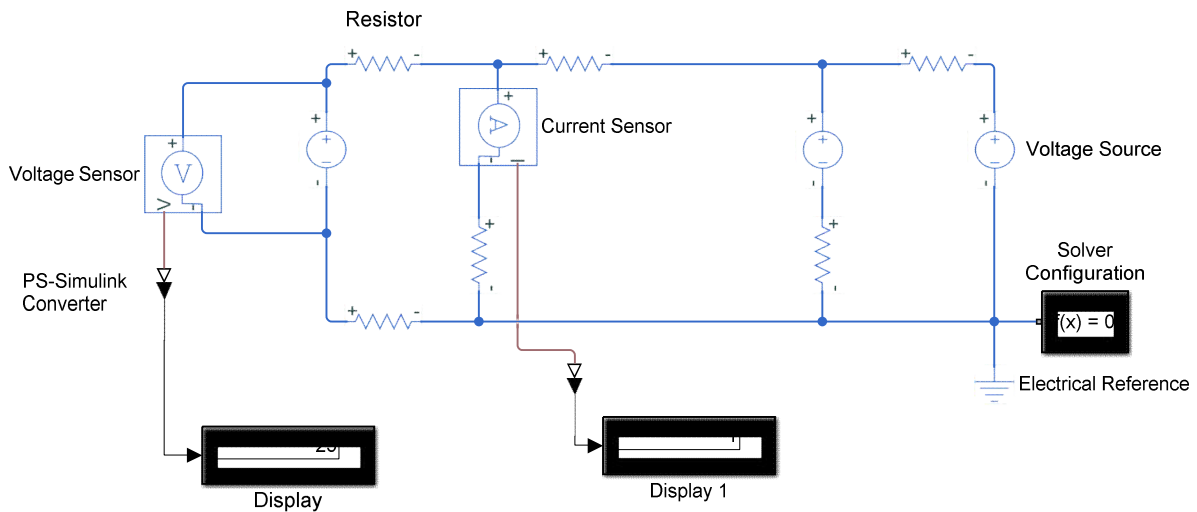 Resistor
Current Sensor
Voltage Sensor
Voltage Source
PS-Simulink
Converter
Solver
Configuration
f(x) = 0
Electrical Reference
Display
Display 1
+ - + - + -
+ A - I
+ V - V
+ -
+ -
+ -
+ -
+ -
+ -